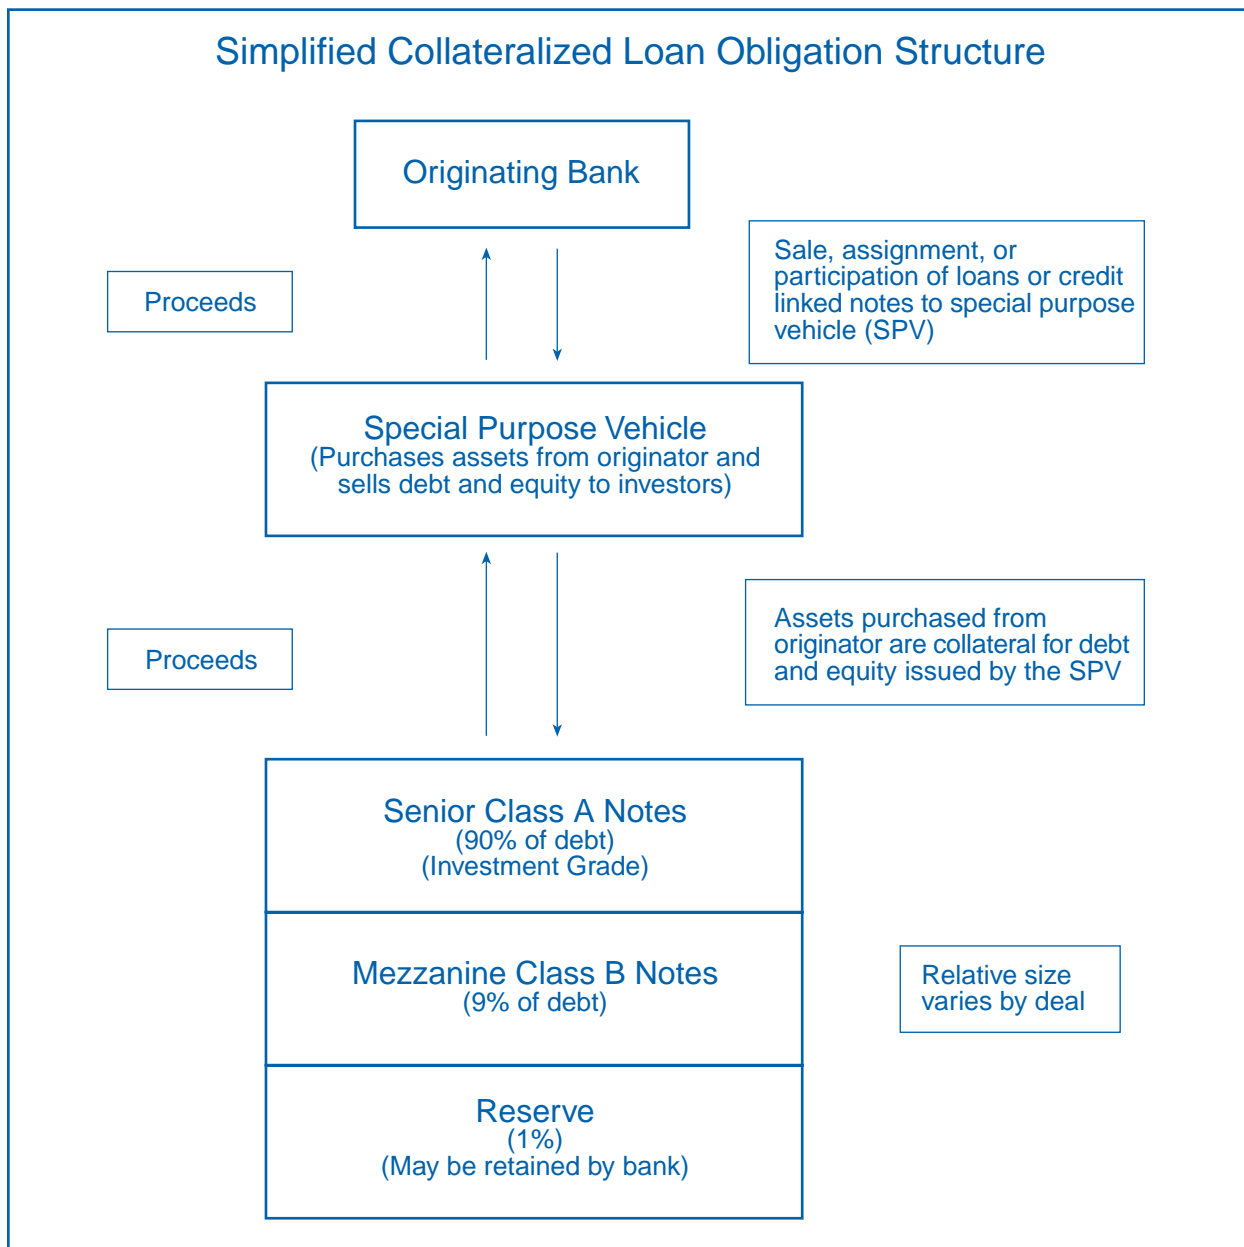 Simplified Collateralized Loan Obligation Structure
Originating Bank
Proceeds
Sale, assignment, or
participation of loans or credit
linked notes to special purpose
vehicle (SPV)
Special Purpose Vehicle
(Purchases assets from originator and
sells debt and equity to investors)
Proceeds
Assets purchased from
originator are collateral for debt
and equity issued by the SPV
Senior Class A Notes
(90% of debt)
(Investment Grade)
Mezzanine Class B Notes
(9% of debt)
Relative size
varies by deal
Reserve
(1%)
(May be retained by bank)